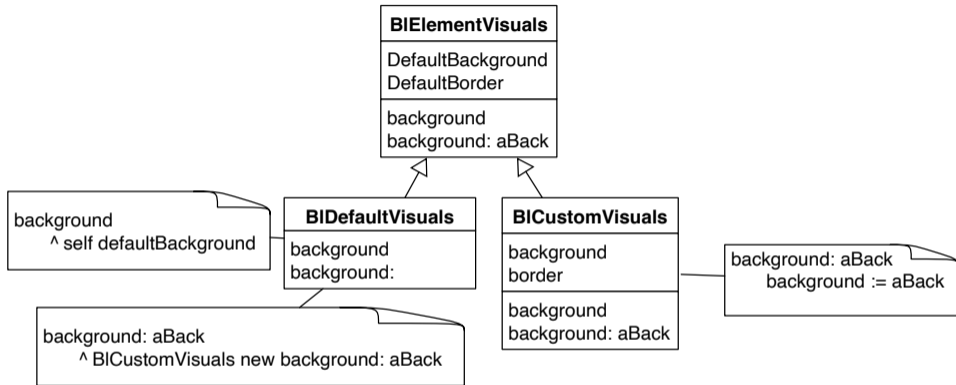 BlElementVisuals
DefaultBackground
DefaultBorder
background
background: aBack
background
^ self defaultBackground
BlDefaultVisuals
background
background:
BlCustomVisuals
background
border
background
background: aBack
background: aBack
background := aBack
background: aBack
^ BlCustomVisuals new background: aBack